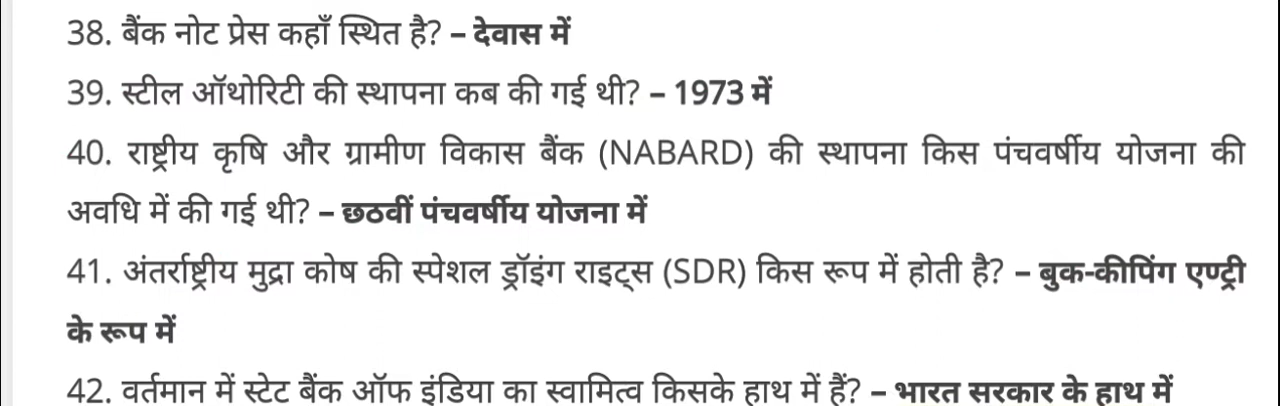 38. बैंक नोट प्रेस कहाँ स्थित है? – देवास में
39. स्टील ऑथोरिटी की स्थापना कब की गई थी? – 1973 में
40. राष्ट्रीय कृषि और ग्रामीण विकास बैंक (NABARD) की स्थापना किस पंचवर्षीय योजना की
अवधि में की गई थी? – छठवीं पंचवर्षीय योजना में
41. अंतर्राष्ट्रीय मुद्रा कोष की स्पेशल ड्रॉइंग राइट्स (SDR) किस रूप में होती है? – बुक-कीपिंग एण्ट्री
के रूप में
42. वर्तमान में स्टेट बैंक ऑफ इंडिया का स्वामित्व किसके हाथ में हैं? – भारत सरकार के हाथ में